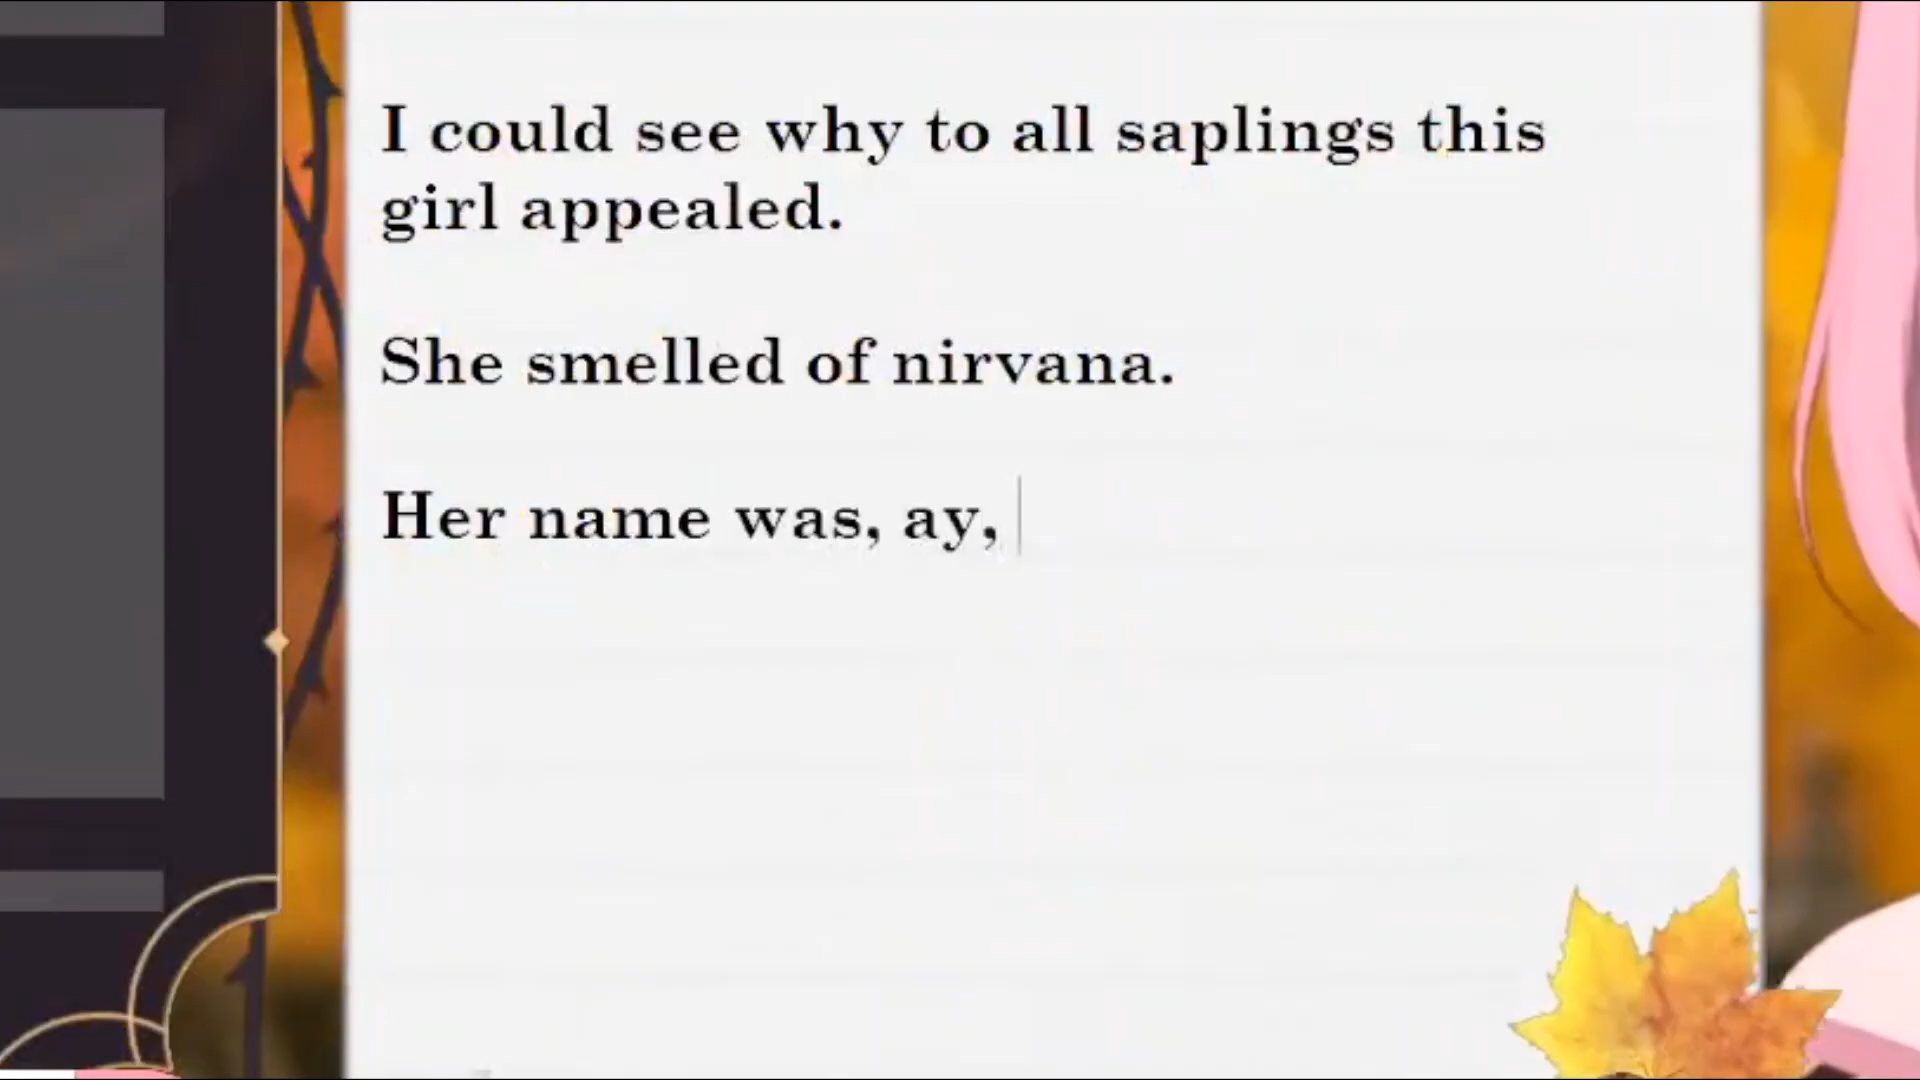 I could see why to all saplings this
girl appealed.
She smelled of nirvana.
Her name was, ay,